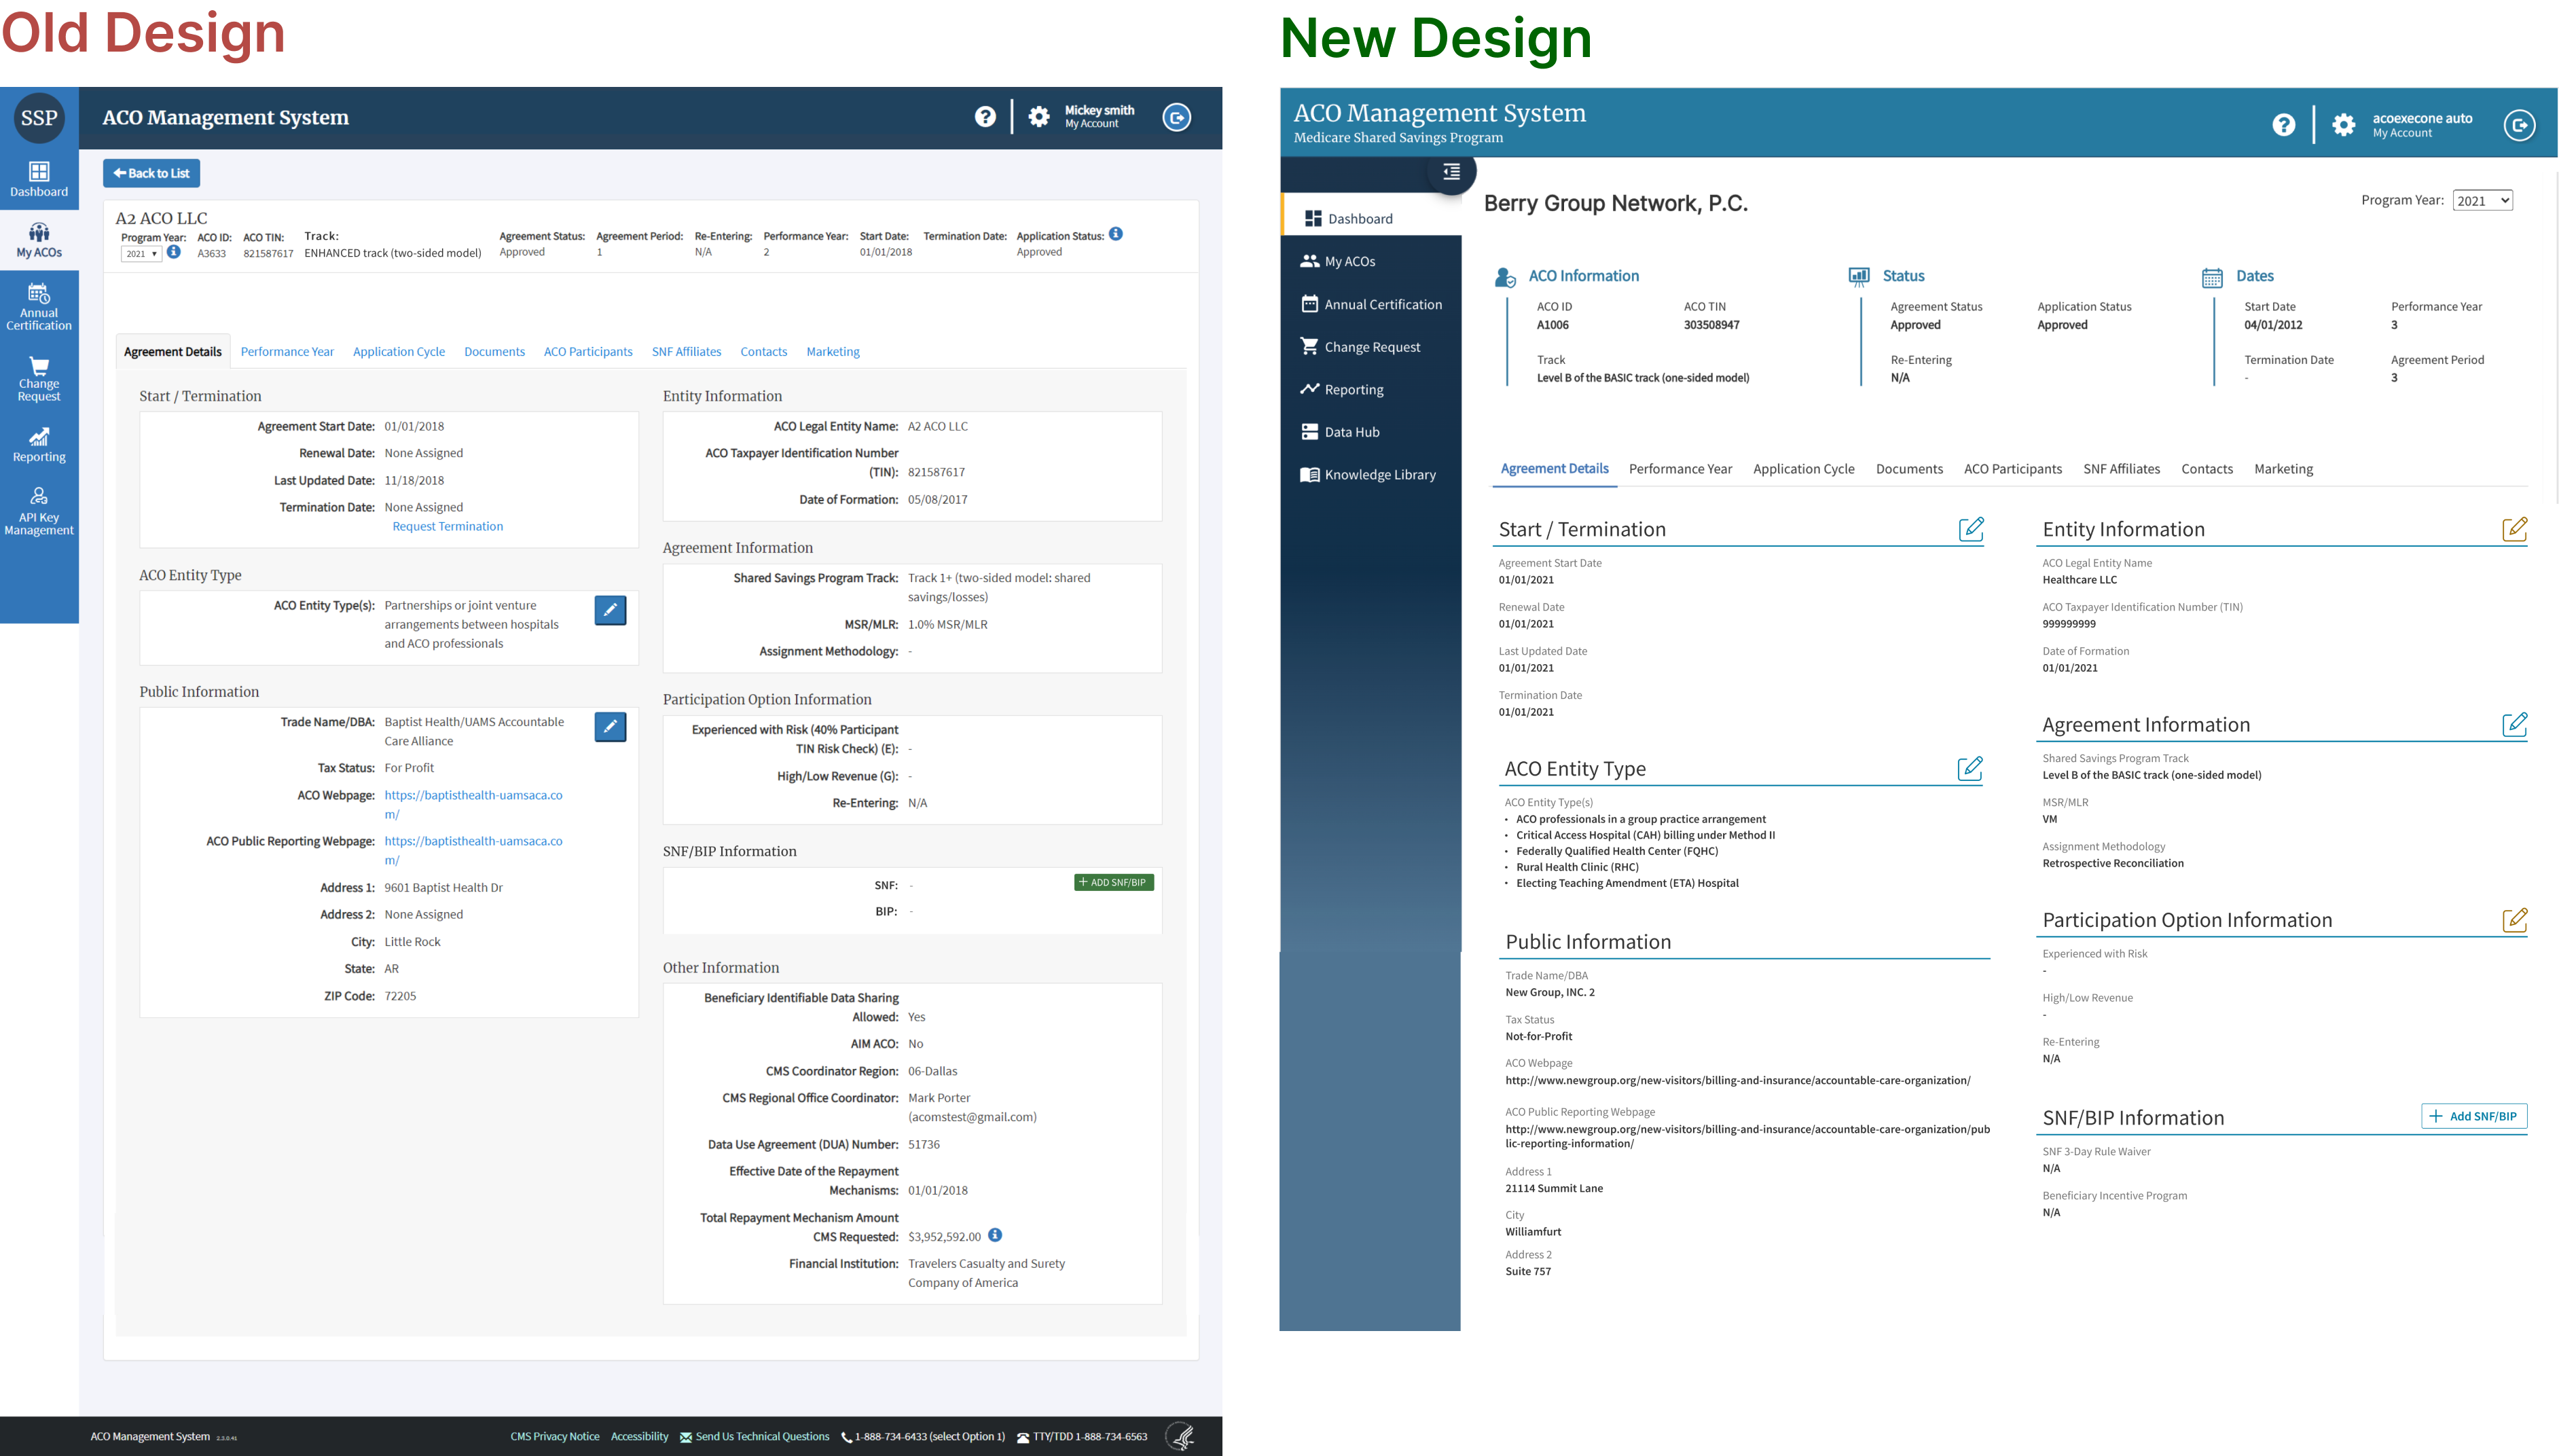 Old Design
SSP
ACO Management System
Mickey smith
My Account
Dashboard
My ACOs
Annual
Certification
Change
Request
Reporting
API Key
Management
Back to List
A2 ACO LLC
Program Year: ACO ID: ACO TIN: Track: Agreement Status: Agreement Period: Re-Entering: Performance Year: Start Date: Termination Date: Application Status:
2021 A3633 821587617 ENHANCED track (two-sided model) Approved 1 N/A 2 01/01/2018 Approved
Agreement Details Performance Year Application Cycle Documents ACO Participants SNF Affiliates Contacts Marketing
Start / Termination
Agreement Start Date: 01/01/2018
Renewal Date: None Assigned
Last Updated Date: 11/18/2018
Termination Date: None Assigned
Request Termination
ACO Entity Type
ACO Entity Type(s): Partnerships or joint venture
arrangements between hospitals
and ACO professionals
Public Information
Trade Name/DBA: Baptist Health/UAMS Accountable
Care Alliance
Tax Status: For Profit
ACO Webpage: https://baptisthealth-uamsaca.co
m/
ACO Public Reporting Webpage: https://baptisthealth-uamsaca.co
m/
Address 1: 9601 Baptist Health Dr
Address 2: None Assigned
City: Little Rock
State: AR
ZIP Code: 72205
Entity Information
ACO Legal Entity Name: A2 ACO LLC
ACO Taxpayer Identification Number
(TIN): 821587617
Date of Formation: 05/08/2017
Agreement Information
Shared Savings Program Track: Track 1+ (two-sided model: shared
savings/losses)
MSR/MLR: 1.0% MSR/MLR
Assignment Methodology: -
Participation Option Information
Experienced with Risk (40% Participant
TIN Risk Check) (E): -
High/Low Revenue (G): -
Re-Entering: N/A
SNF/BIP Information
SNF: -
+ ADD SNF/BIP
BIP: -
Other Information
Beneficiary Identifiable Data Sharing
Allowed: Yes
AIM ACO: No
CMS Coordinator Region: 06-Dallas
CMS Regional Office Coordinator: Mark Porter
(acomstest@gmail.com)
Data Use Agreement (DUA) Number: 51736
Effective Date of the Repayment
Mechanisms: 01/01/2018
Total Repayment Mechanism Amount
CMS Requested: $3,952,592.00
Financial Institution: Travelers Casualty and Surety
Company of America
ACO Management System 2.3.0.41 CMS Privacy Notice Accessibility Send Us Technical Questions 1-888-734-6433 (select Option 1) TTY/TDD 1-888-734-6563
New Design
ACO Management System
Medicare Shared Savings Program
acoexecone auto
My Account
Dashboard
My ACOs
Annual Certification
Change Request
Reporting
Data Hub
Knowledge Library
Berry Group Network, P.C.
Program Year: 2021
ACO Information
ACO ID ACO TIN
A1006 303508947
Track
Level B of the BASIC track (one-sided model)
Status
Agreement Status Application Status
Approved Approved
Re-Entering
N/A
Dates
Start Date Performance Year
04/01/2012 3
Termination Date Agreement Period
- 3
Agreement Details Performance Year Application Cycle Documents ACO Participants SNF Affiliates Contacts Marketing
Start / Termination
Agreement Start Date
01/01/2021
Renewal Date
01/01/2021
Last Updated Date
01/01/2021
Termination Date
01/01/2021
ACO Entity Type
ACO Entity Type(s)
• ACO professionals in a group practice arrangement
• Critical Access Hospital (CAH) billing under Method II
• Federally Qualified Health Center (FQHC)
• Rural Health Clinic (RHC)
• Electing Teaching Amendment (ETA) Hospital
Public Information
Trade Name/DBA
New Group, INC. 2
Tax Status
Not-for-Profit
ACO Webpage
http://www.newgroup.org/new-visitors/billing-and-insurance/accountable-care-organization/
ACO Public Reporting Webpage
http://www.newgroup.org/new-visitors/billing-and-insurance/accountable-care-organization/pub
lic-reporting-information/
Address 1
21114 Summit Lane
City
Williamfurt
Address 2
Suite 757
Entity Information
ACO Legal Entity Name
Healthcare LLC
ACO Taxpayer Identification Number (TIN)
999999999
Date of Formation
01/01/2021
Agreement Information
Shared Savings Program Track
Level B of the BASIC track (one-sided model)
MSR/MLR
VM
Assignment Methodology
Retrospective Reconciliation
Participation Option Information
Experienced with Risk
-
High/Low Revenue
-
Re-Entering
N/A
SNF/BIP Information
+ Add SNF/BIP
SNF 3-Day Rule Waiver
N/A
Beneficiary Incentive Program
N/A